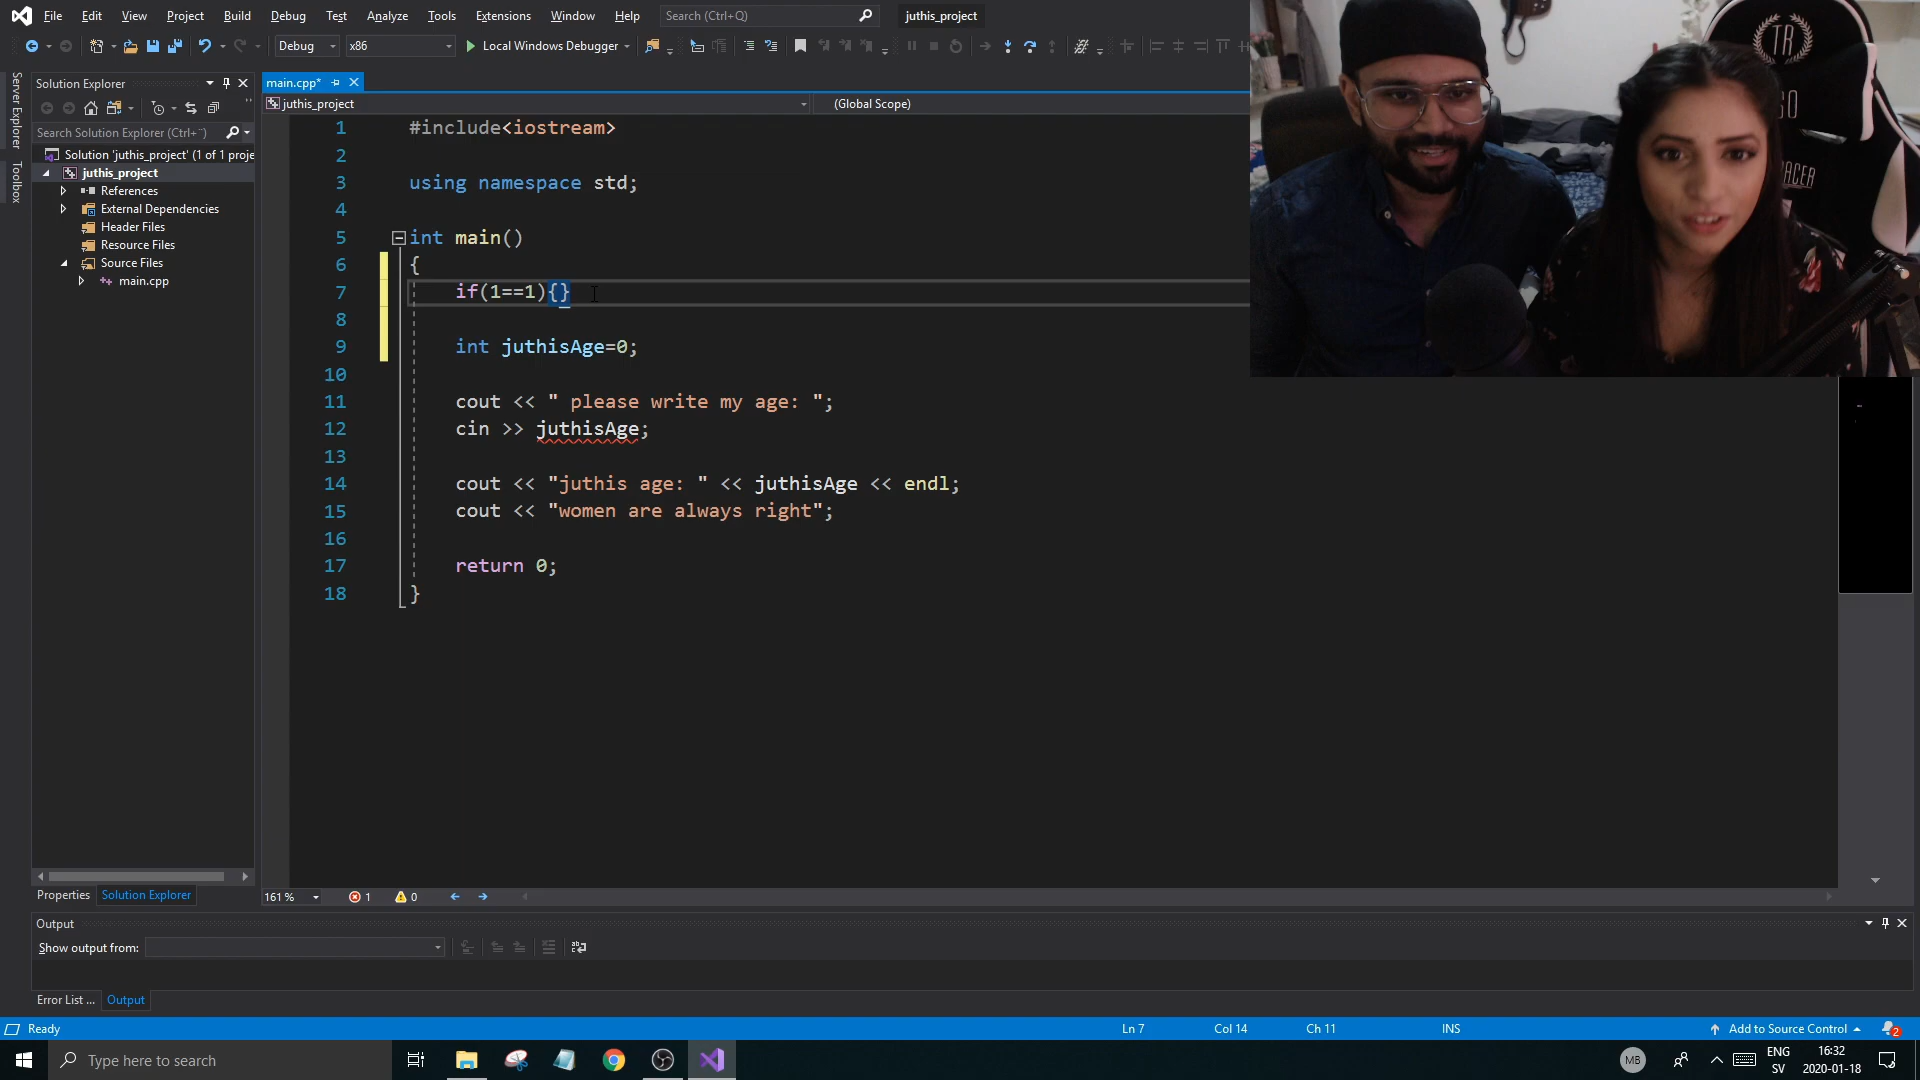 File Edit View Project Build Debug Test Analyze Tools Extensions Window Help Search (Ctrl+Q) juthis_project
Debug x86 Local Windows Debugger
Server Explorer
Toolbox
Solution Explorer
Search Solution Explorer (Ctrl+¨)
Solution 'juthis_project' (1 of 1 proje
juthis_project
References
External Dependencies
Header Files
Resource Files
Source Files
main.cpp
Properties Solution Explorer
main.cpp*
juthis_project (Global Scope)
1 #include<iostream>
2
3 using namespace std;
4
5 int main()
6 {
7 if(1==1){}
8
9 int juthisAge=0;
10
11 cout << " please write my age: ";
12 cin >> juthisAge;
13
14 cout << "juthis age: " << juthisAge << endl;
15 cout << "women are always right";
16
17 return 0;
18 }
161 % 1 0
TR
Output
Show output from:
Error List ... Output
Ready Ln 7 Col 14 Ch 11 INS Add to Source Control 2
Type here to search
MB
ENG
SV
16:32
2020-01-18